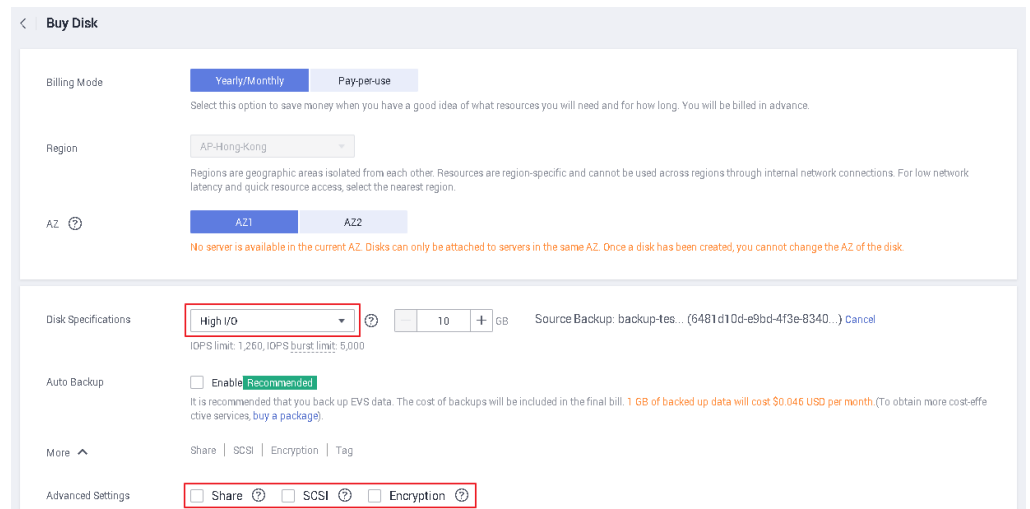 Buy Disk
Billing Mode
Yearly/Monthly Pay-per-use
Select this option to save money when you have a good idea of what resources you will need and for how long. You will be billed in advance.
Region
AP-Hong-Kong
Regions are geographic areas isolated from each other. Resources are region-specific and cannot be used across regions through internal network connections. For low network
latency and quick resource access, select the nearest region.
AZ ?
AZ1 AZ2
No server is available in the current AZ. Disks can only be attached to servers in the same AZ. Once a disk has been created, you cannot change the AZ of the disk.
Disk Specifications
High I/O ? − 10 + GB Source Backup: backup-tes... (6481d10d-e9bd-4f3e-8340...) Cancel
IOPS limit: 1,260, IOPS burst limit: 5,000
Auto Backup
Enable Recommended
It is recommended that you back up EVS data. The cost of backups will be included in the final bill. 1 GB of backed up data will cost $0.046 USD per month.(To obtain more cost-effe
ctive services, buy a package).
More
Share | SCSI | Encryption | Tag
Advanced Settings
Share ? SCSI ? Encryption ?